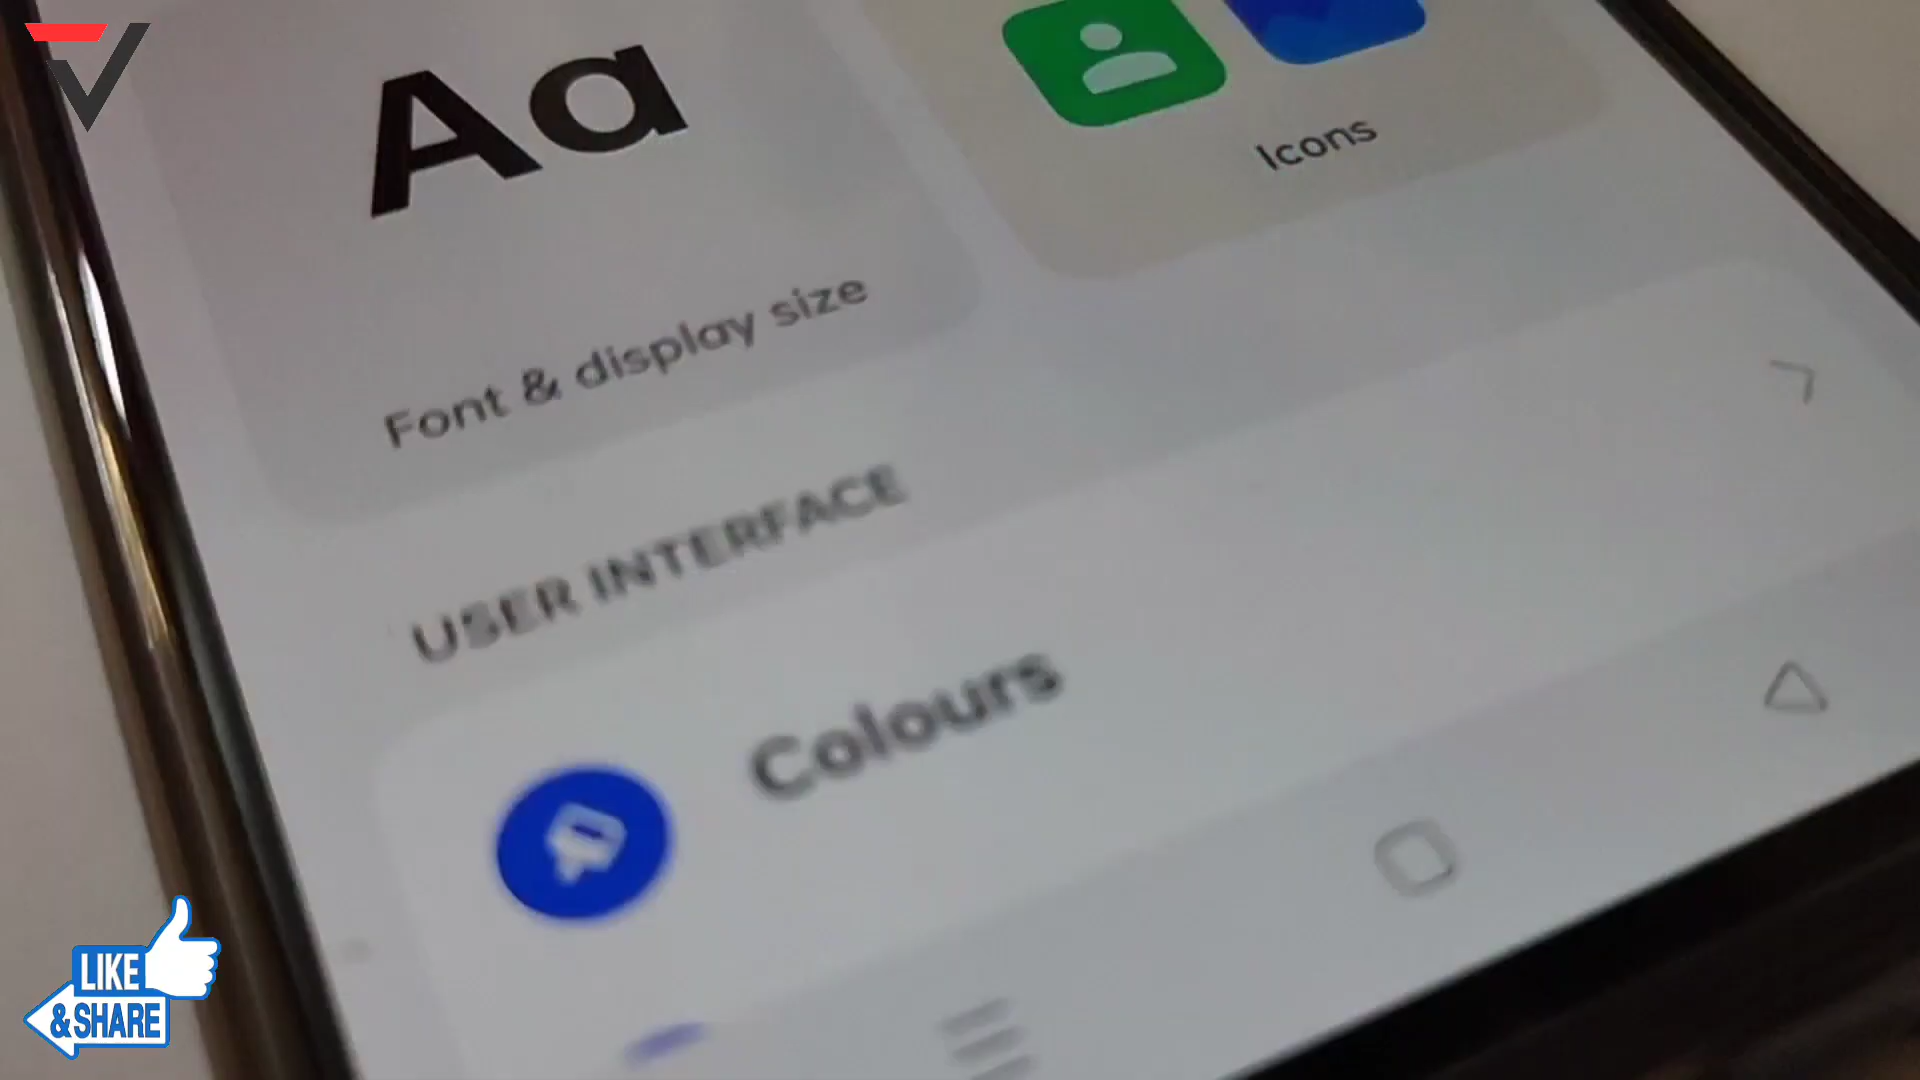 Aa
Icons
Font & display size
USER INTERFACE
Colours
LIKE
&SHARE